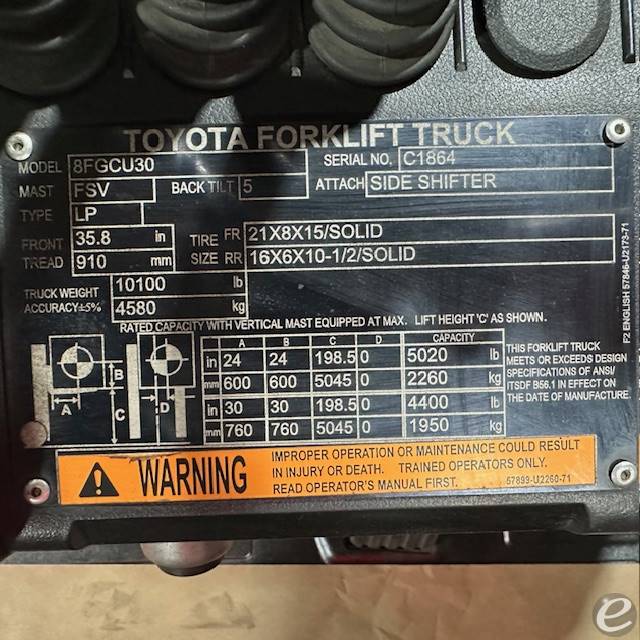 TOYOTA FORKLIFT TRUCK
MODEL 8FGCU30 SERIAL NO. C1864
MAST FSV BACK TILT 5 ATTACH SIDE SHIFTER
TYPE LP
FRONT TREAD 35.8 in 910 mm
TIRE SIZE FR 21X8X15/SOLID
RR 16X6X10-1/2/SOLID
TRUCK WEIGHT 10100 lb
ACCURACY±5% 4580 kg
RATED CAPACITY WITH VERTICAL MAST EQUIPPED AT MAX. LIFT HEIGHT 'C' AS SHOWN.
A B C D CAPACITY
in 24 24 198.5 0 5020 lb
mm 600 600 5045 0 2260 kg
in 30 30 198.5 0 4400 lb
mm 760 760 5045 0 1950 kg
A B C D
THIS FORKLIFT TRUCK
MEETS OR EXCEEDS DESIGN
SPECIFICATIONS OF ANSI/
ITSDF B56.1 IN EFFECT ON
THE DATE OF MANUFACTURE.
F2 ENGLISH 57846-U2173-71
WARNING
IMPROPER OPERATION OR MAINTENANCE COULD RESULT
IN INJURY OR DEATH. TRAINED OPERATORS ONLY.
READ OPERATOR'S MANUAL FIRST. 57899-U2260-71
e